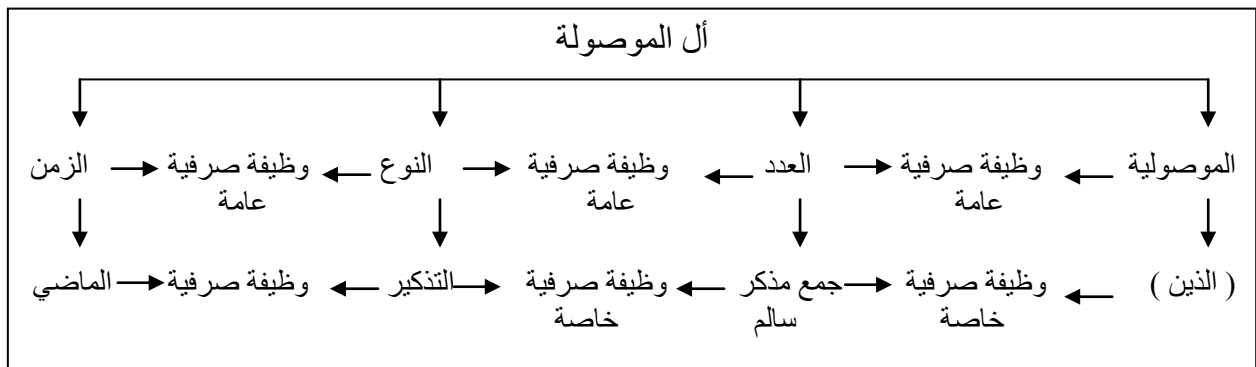 أل الموصولة
الموصولية وظيفة صرفية العدد وظيفة صرفية النوع وظيفة صرفية الزمن
عامة عامة عامة
( الذين ) وظيفة صرفية جمع مذكر وظيفة صرفية التذكير وظيفة صرفية الماضي
خاصة سالم خاصة